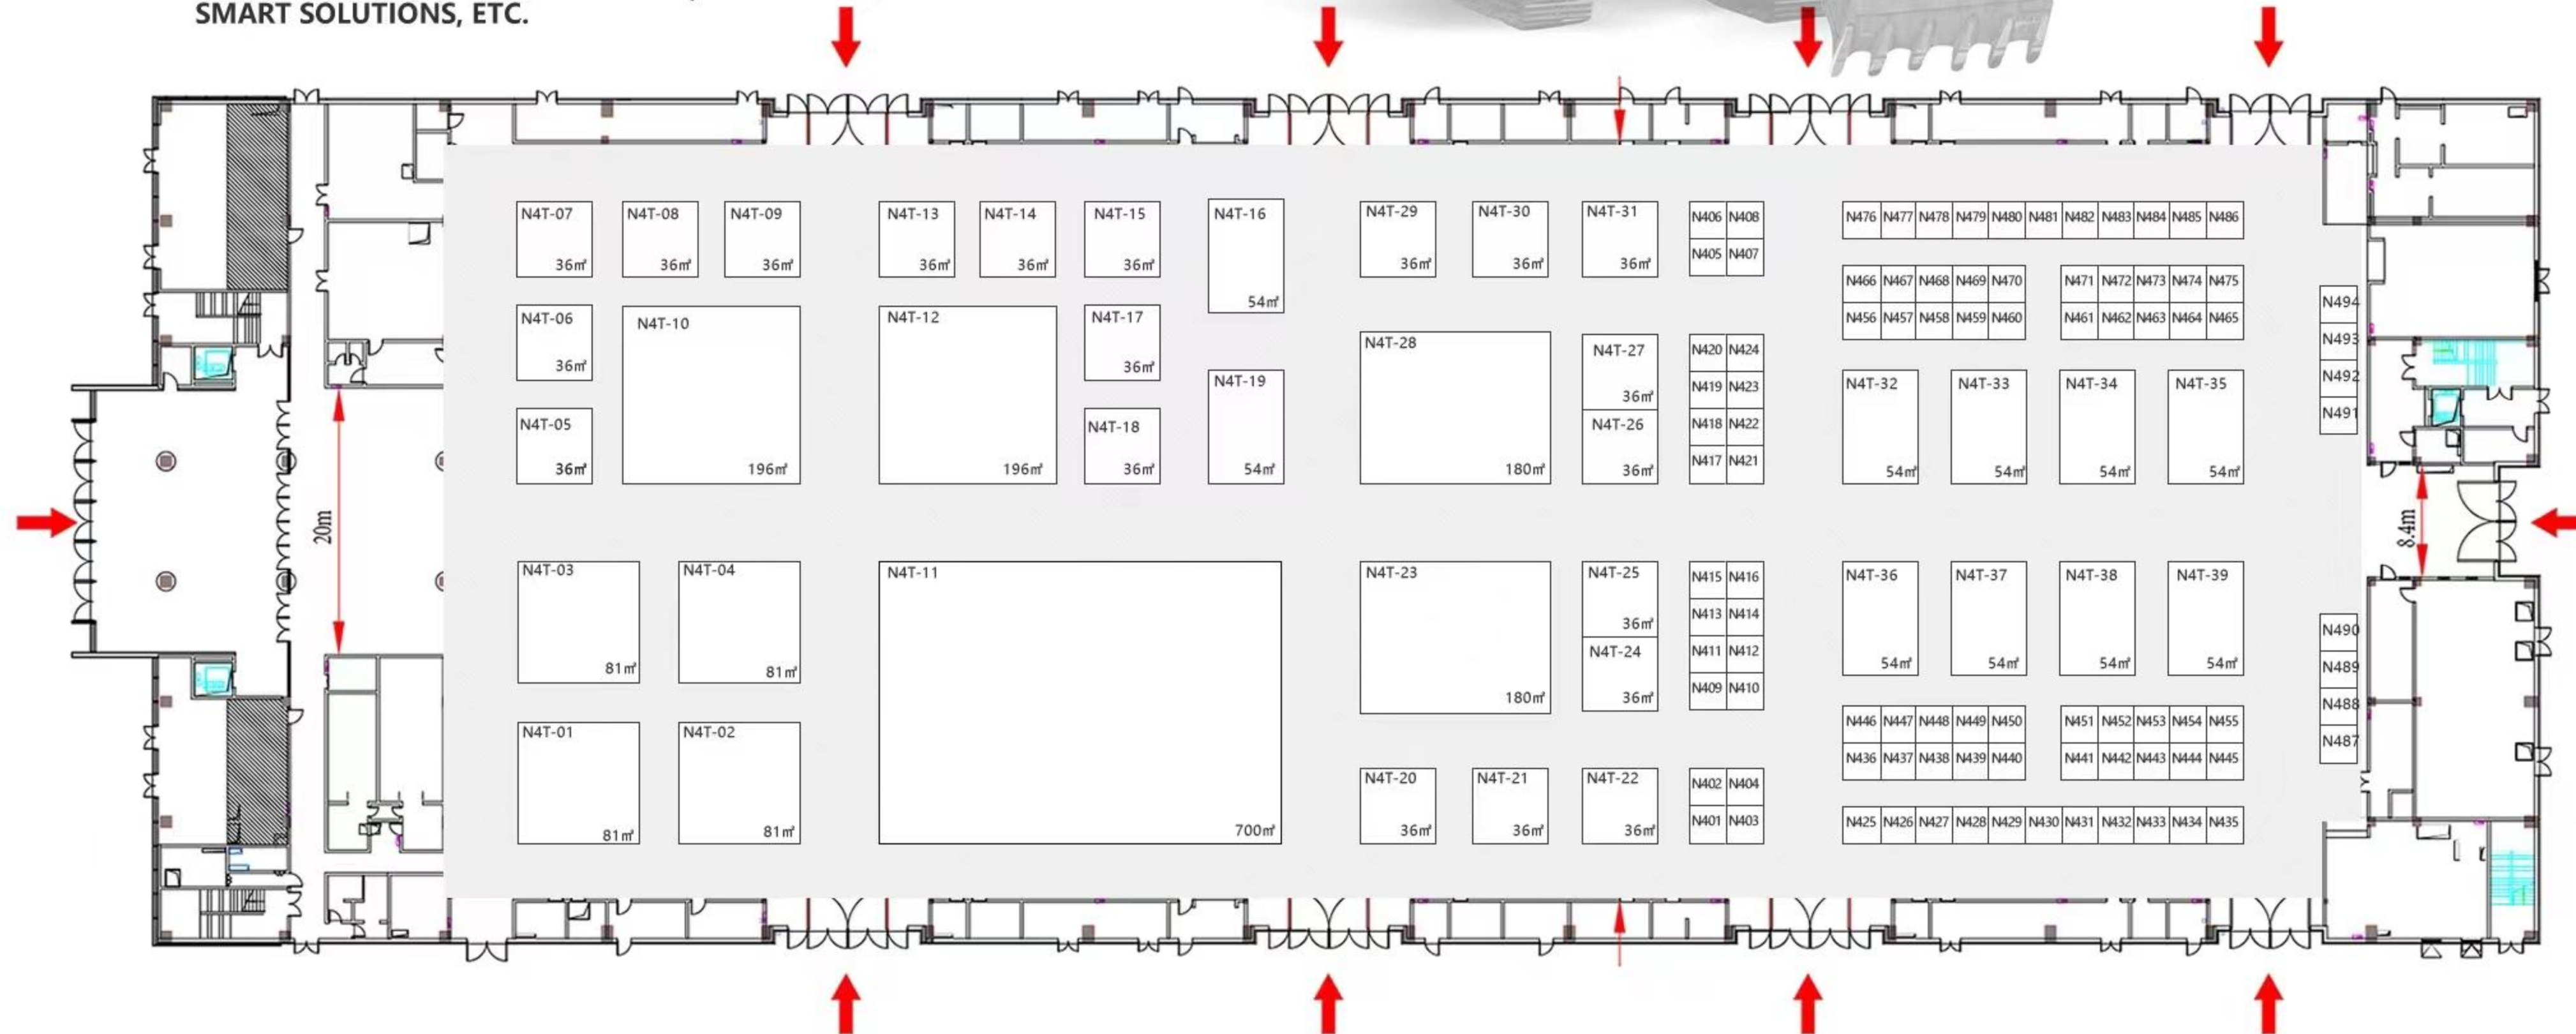 SMART SOLUTIONS, ETC.
N4T-07 36㎡
N4T-08 36㎡
N4T-09 36㎡
N4T-13 36㎡
N4T-14 36㎡
N4T-15 36㎡
N4T-16 54㎡
N4T-29 36㎡
N4T-30 36㎡
N4T-31 36㎡
N406 N408
N405 N407
N476 N477 N478 N479 N480 N481 N482 N483 N484 N485 N486
N466 N467 N468 N469 N470 N471 N472 N473 N474 N475
N456 N457 N458 N459 N460 N461 N462 N463 N464 N465
N494
N493
N492
N491
N4T-06 36㎡
N4T-10 196㎡
N4T-12 196㎡
N4T-17 36㎡
N4T-05 36㎡
N4T-18 36㎡
N4T-19 54㎡
N4T-28 180㎡
N4T-27 36㎡
N4T-26 36㎡
N420 N424
N419 N423
N418 N422
N417 N421
N4T-32 54㎡
N4T-33 54㎡
N4T-34 54㎡
N4T-35 54㎡
20m
8.4m
N4T-03 81㎡
N4T-04 81㎡
N4T-11 700㎡
N4T-23 180㎡
N4T-25 36㎡
N4T-24 36㎡
N415 N416
N413 N414
N411 N412
N409 N410
N4T-36 54㎡
N4T-37 54㎡
N4T-38 54㎡
N4T-39 54㎡
N490
N489
N488
N487
N4T-01 81㎡
N4T-02 81㎡
N4T-20 36㎡
N4T-21 36㎡
N4T-22 36㎡
N402 N404
N401 N403
N446 N447 N448 N449 N450 N451 N452 N453 N454 N455
N436 N437 N438 N439 N440 N441 N442 N443 N444 N445
N425 N426 N427 N428 N429 N430 N431 N432 N433 N434 N435